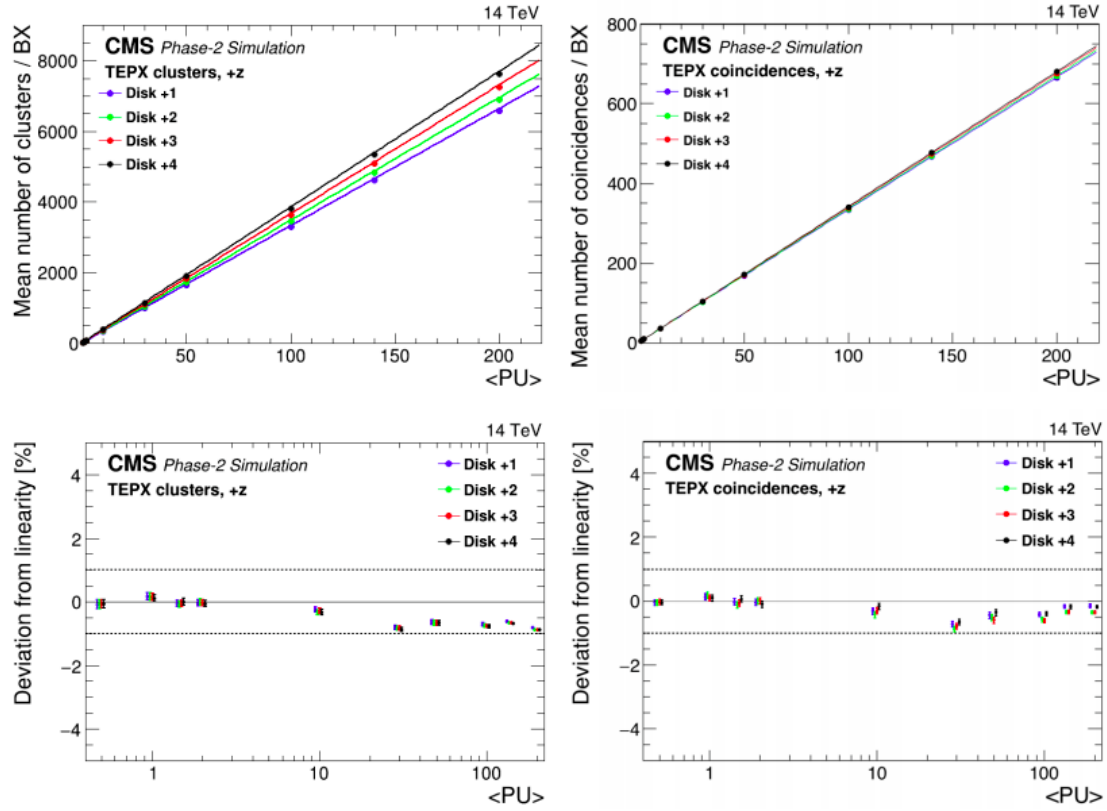 14 TeV
CMS Phase-2 Simulation
TEPX clusters, +z
Disk +1
Disk +2
Disk +3
Disk +4
Mean number of clusters / BX
8000
6000
4000
2000
0
50
100
150
200
<PU>
14 TeV
CMS Phase-2 Simulation
TEPX coincidences, +z
Disk +1
Disk +2
Disk +3
Disk +4
Mean number of coincidences / BX
800
600
400
200
0
50
100
150
200
<PU>
14 TeV
CMS Phase-2 Simulation
TEPX clusters, +z
Disk +1
Disk +2
Disk +3
Disk +4
Deviation from linearity [%]
4
2
0
−2
−4
1
10
100
<PU>
14 TeV
CMS Phase-2 Simulation
TEPX coincidences, +z
Disk +1
Disk +2
Disk +3
Disk +4
Deviation from linearity [%]
4
2
0
−2
−4
1
10
100
<PU>